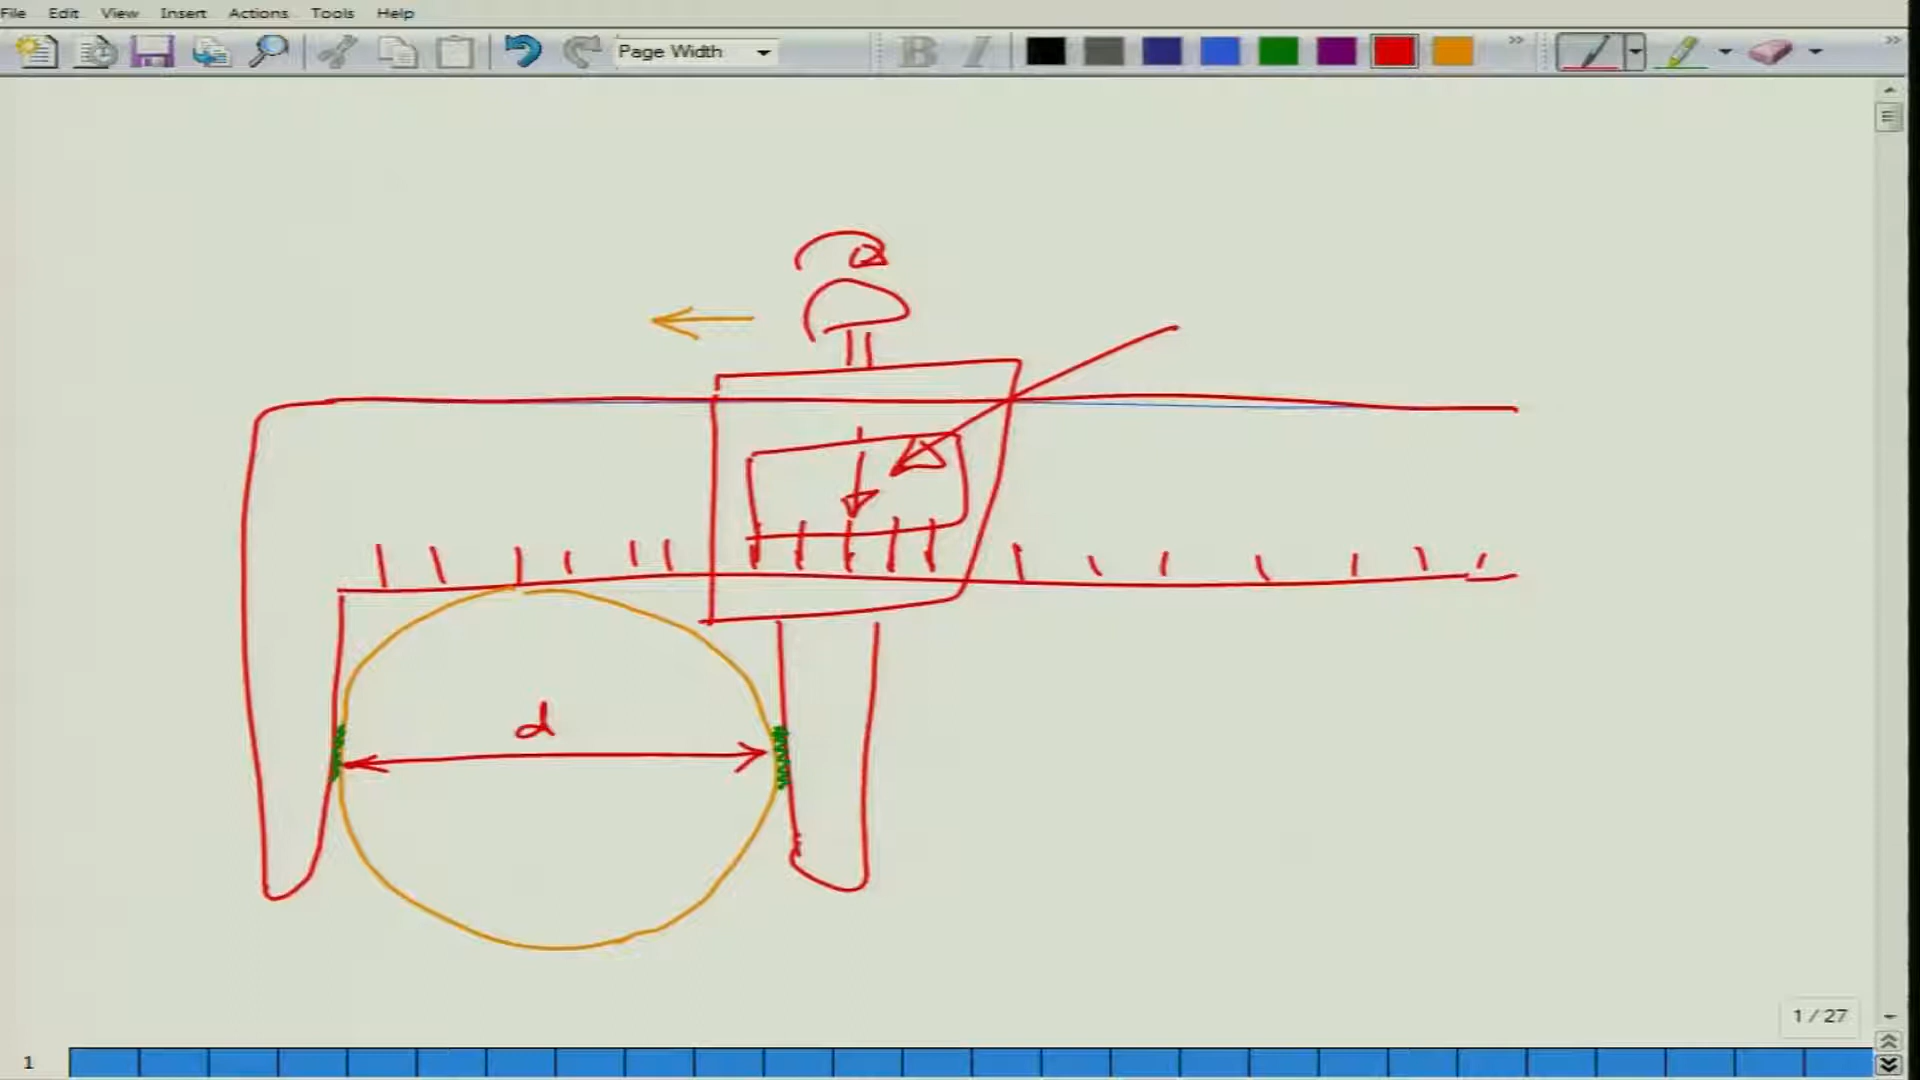 File Edit View Insert Actions Tools Help
Page Width B I
d
1 / 27
1